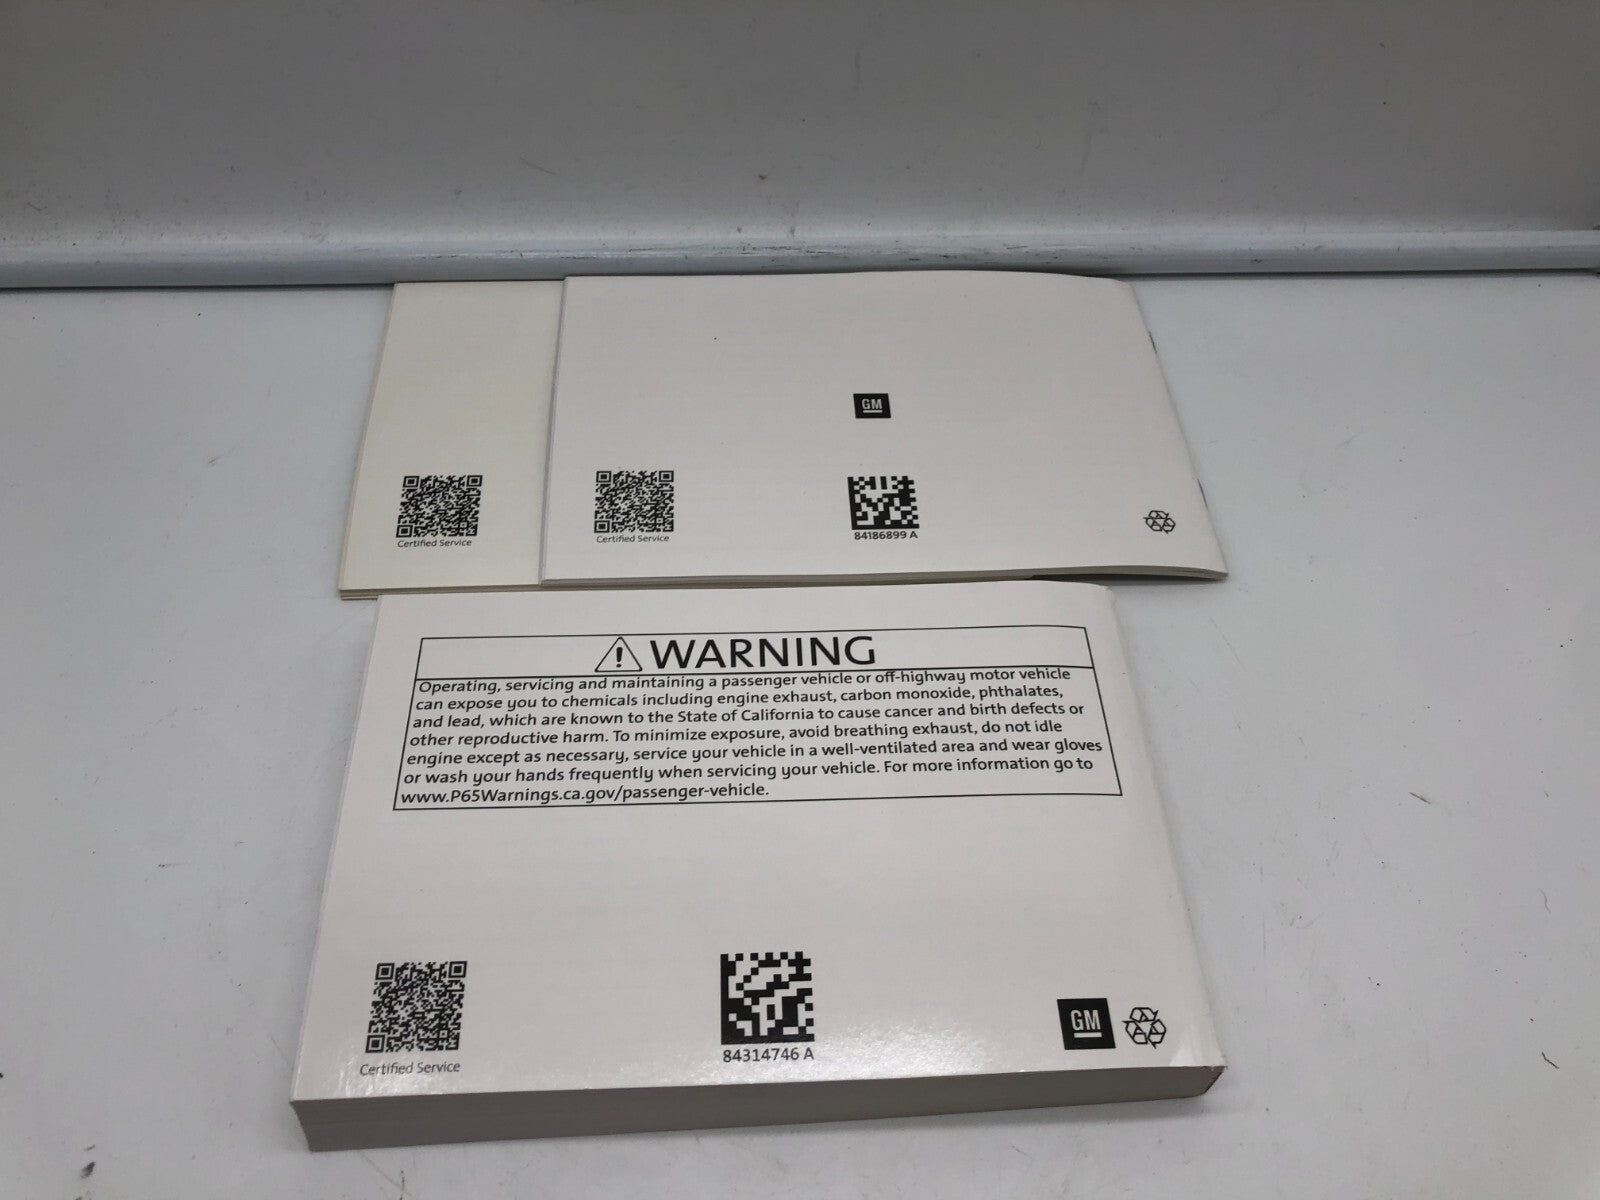 GM
Certified Service
Certified Service
84186899 A
WARNING
Operating, servicing and maintaining a passenger vehicle or off-highway motor vehicle
can expose you to chemicals including engine exhaust, carbon monoxide, phthalates,
and lead, which are known to the State of California to cause cancer and birth defects or
other reproductive harm. To minimize exposure, avoid breathing exhaust, do not idle
engine except as necessary, service your vehicle in a well-ventilated area and wear gloves
or wash your hands frequently when servicing your vehicle. For more information go to
www.P65Warnings.ca.gov/passenger-vehicle.
Certified Service
84314746 A
GM